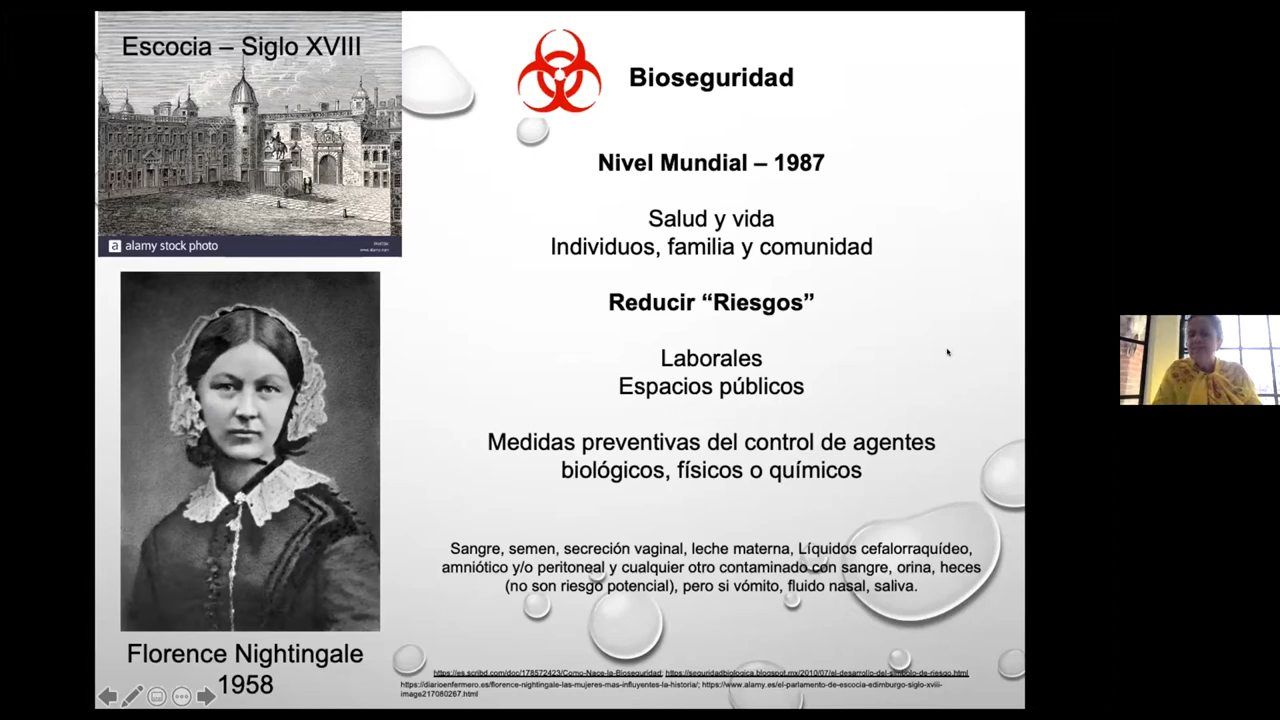 Escocia – Siglo XVIII
a alamy stock photo
www.alamy.com
Florence Nightingale
1958
Bioseguridad
Nivel Mundial – 1987
Salud y vida
Individuos, familia y comunidad
Reducir “Riesgos”
Laborales
Espacios públicos
Medidas preventivas del control de agentes
biológicos, físicos o químicos
Sangre, semen, secreción vaginal, leche materna, Líquidos cefalorraquídeo,
amniótico y/o peritoneal y cualquier otro contaminado con sangre, orina, heces
(no son riesgo potencial), pero si vómito, fluido nasal, saliva.
https://es.scribd.com/doc/178572423/Como-Nace-la-Bioseguridad; https://seguridadbiologica.blogspot.mx/2010/07/el-desarrollo-del-simbolo-de-riesgo.html
https://diarioenfermero.es/florence-nightingale-las-mujeres-mas-influyentes-la-historia/; https://www.alamy.es/el-parlamento-de-escocia-edimburgo-siglo-xviii-
image217080267.html